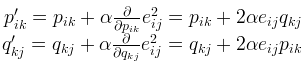 $p'_{ik} = p_{ik} + \alpha \frac{\partial}{\partial p_{ik}} e_{ij}^2 = p_{ik} + 2\alpha e_{ij} q_{kj}$
$q'_{kj} = q_{kj} + \alpha \frac{\partial}{\partial q_{kj}} e_{ij}^2 = q_{kj} + 2\alpha e_{ij} p_{ik}$